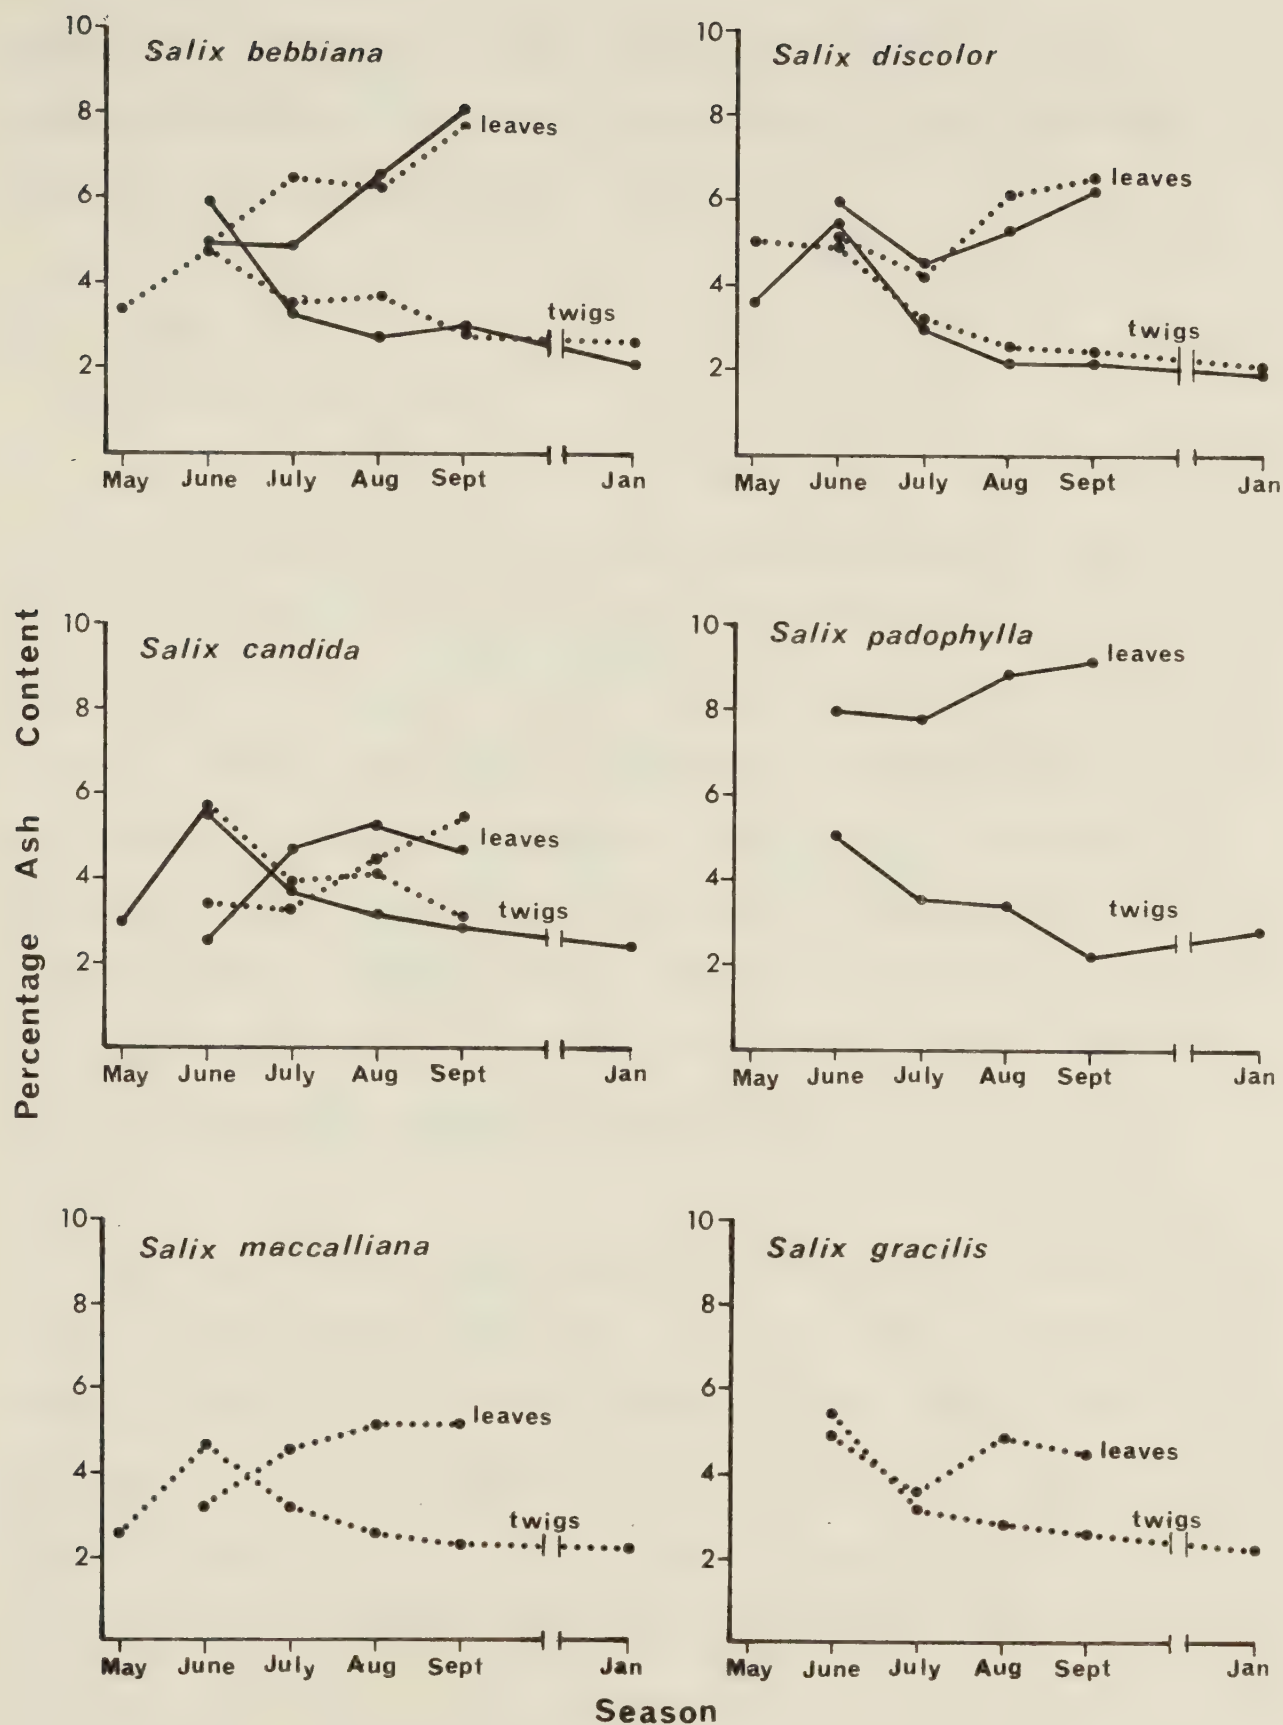 Percentage Ash Content
Salix bebbiana
10
8
6
4
2
leaves
twigs
May June July Aug Sept Jan
Salix discolor
10
8
6
4
2
leaves
twigs
May June July Aug Sept Jan
Salix candida
10
8
6
4
2
leaves
twigs
May June July Aug Sept Jan
Salix padophylla
10
8
6
4
2
leaves
twigs
May June July Aug Sept Jan
Salix maccalliana
10
8
6
4
2
leaves
twigs
May June July Aug Sept Jan
Salix gracilis
10
8
6
4
2
leaves
twigs
May June July Aug Sept Jan
Season